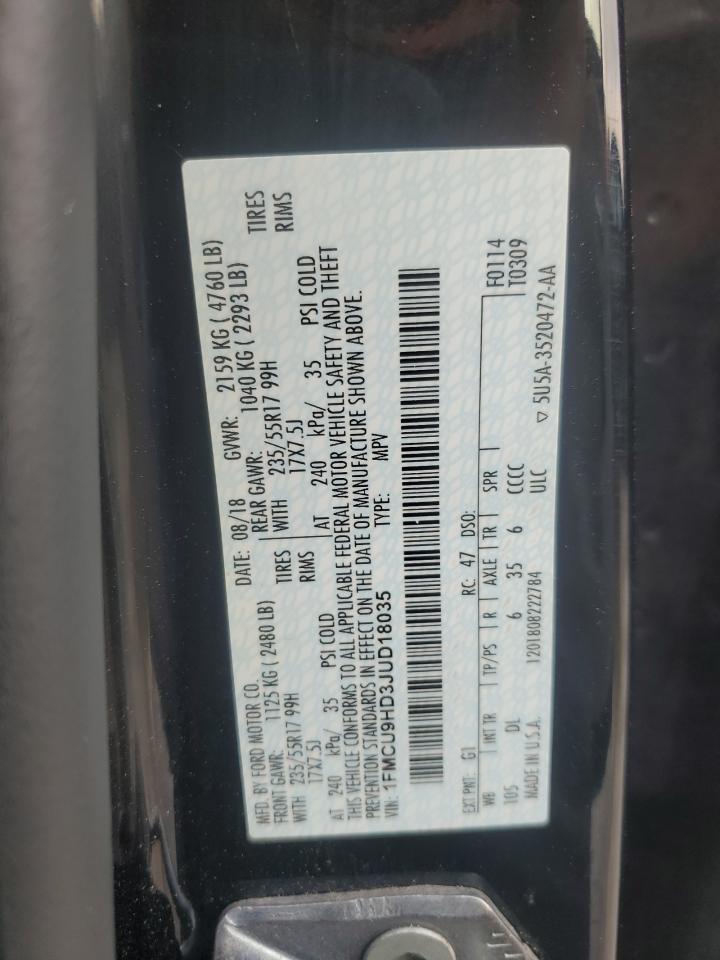 MFD. BY FORD MOTOR CO. DATE: 08/18 GVWR: 2159 KG ( 4760 LB)
FRONT GAWR: 1125 KG ( 2480 LB) REAR GAWR: 1040 KG ( 2293 LB)
WITH 235/55R17 99H TIRES WITH 235/55R17 99H TIRES
17X7.5J RIMS 17X7.5J RIMS
AT 240 kPa/ 35 PSI COLD AT 240 kPa/ 35 PSI COLD
THIS VEHICLE CONFORMS TO ALL APPLICABLE FEDERAL MOTOR VEHICLE SAFETY AND THEFT
PREVENTION STANDARDS IN EFFECT ON THE DATE OF MANUFACTURE SHOWN ABOVE.
VIN: 1FMCU9HD3JUD18035 TYPE: MPV
EXT PNT: G1 RC: 47 DSO:
WB INT TR TP/PS R AXLE TR SPR F0114
105 DL 6 35 6 CCCC T0309
MADE IN U.S.A. 1201808222784 ULC ▽ 5U5A-3520472-AA